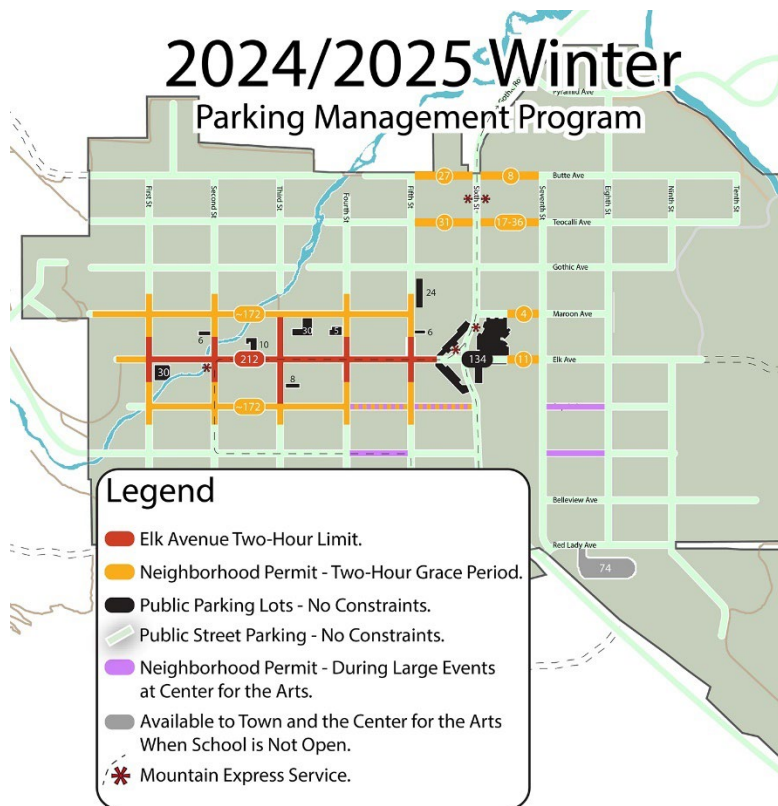 2024/2025 Winter
Parking Management Program
Pyramid Ave
27
8
Butte Ave
First St
Second St
Third St
Fourth St
Fifth St
Sixth St
Seventh St
Eighth St
Ninth St
Tenth St
31
17-36
Teocalli Ave
Gothic Ave
24
~172
4
Maroon Ave
6
30
5
6
10
212
134
11
Elk Ave
30
8
~172
Belleview Ave
Red Lady Ave
74
Legend
Elk Avenue Two-Hour Limit.
Neighborhood Permit - Two-Hour Grace Period.
Public Parking Lots - No Constraints.
Public Street Parking - No Constraints.
Neighborhood Permit - During Large Events
at Center for the Arts.
Available to Town and the Center for the Arts
When School is Not Open.
Mountain Express Service.